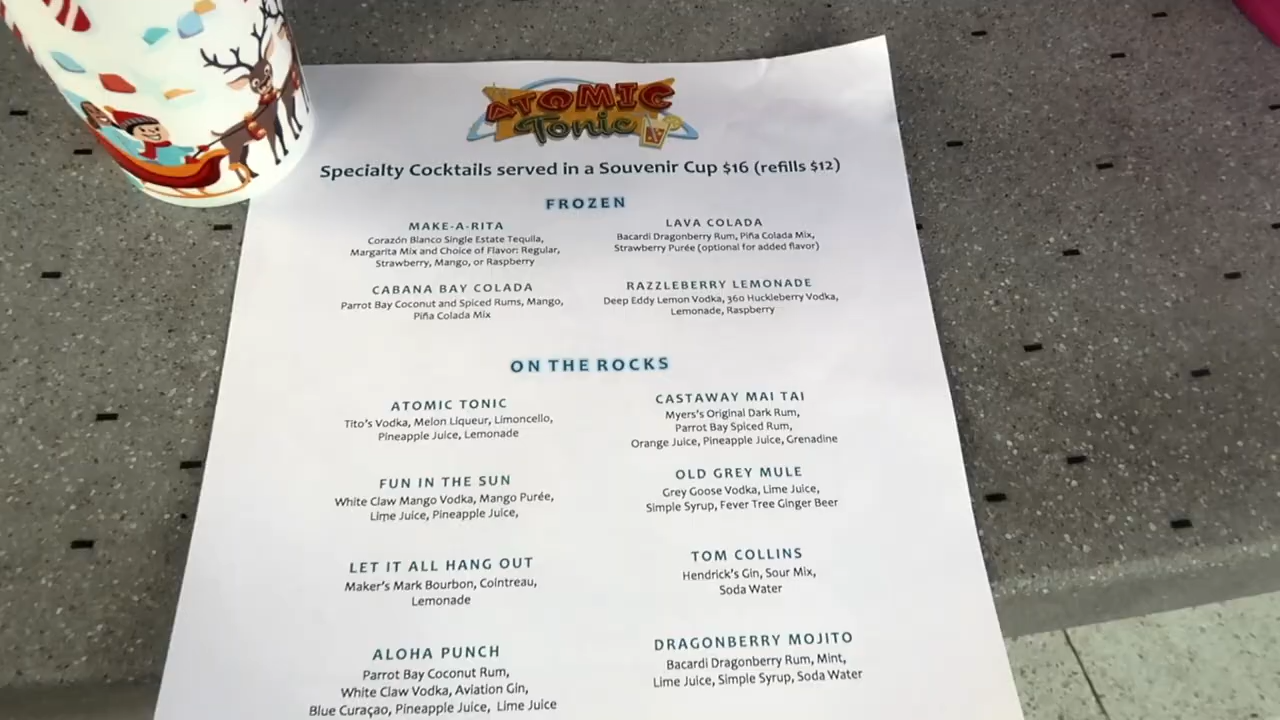 ATOMIC
Tonic
Specialty Cocktails served in a Souvenir Cup $16 (refills $12)
FROZEN
MAKE-A-RITA
Corazón Blanco Single Estate Tequila,
Margarita Mix and Choice of Flavor: Regular,
Strawberry, Mango, or Raspberry
LAVA COLADA
Bacardi Dragonberry Rum, Piña Colada Mix,
Strawberry Purée (optional for added flavor)
CABANA BAY COLADA
Parrot Bay Coconut and Spiced Rums, Mango,
Piña Colada Mix
RAZZLEBERRY LEMONADE
Deep Eddy Lemon Vodka, 360 Huckleberry Vodka,
Lemonade, Raspberry
ON THE ROCKS
ATOMIC TONIC
Tito's Vodka, Melon Liqueur, Limoncello,
Pineapple Juice, Lemonade
CASTAWAY MAI TAI
Myers's Original Dark Rum,
Parrot Bay Spiced Rum,
Orange Juice, Pineapple Juice, Grenadine
FUN IN THE SUN
White Claw Mango Vodka, Mango Purée,
Lime Juice, Pineapple Juice,
OLD GREY MULE
Grey Goose Vodka, Lime Juice,
Simple Syrup, Fever Tree Ginger Beer
LET IT ALL HANG OUT
Maker's Mark Bourbon, Cointreau,
Lemonade
TOM COLLINS
Hendrick's Gin, Sour Mix,
Soda Water
ALOHA PUNCH
Parrot Bay Coconut Rum,
White Claw Vodka, Aviation Gin,
Blue Curaçao, Pineapple Juice, Lime Juice
DRAGONBERRY MOJITO
Bacardi Dragonberry Rum, Mint,
Lime Juice, Simple Syrup, Soda Water